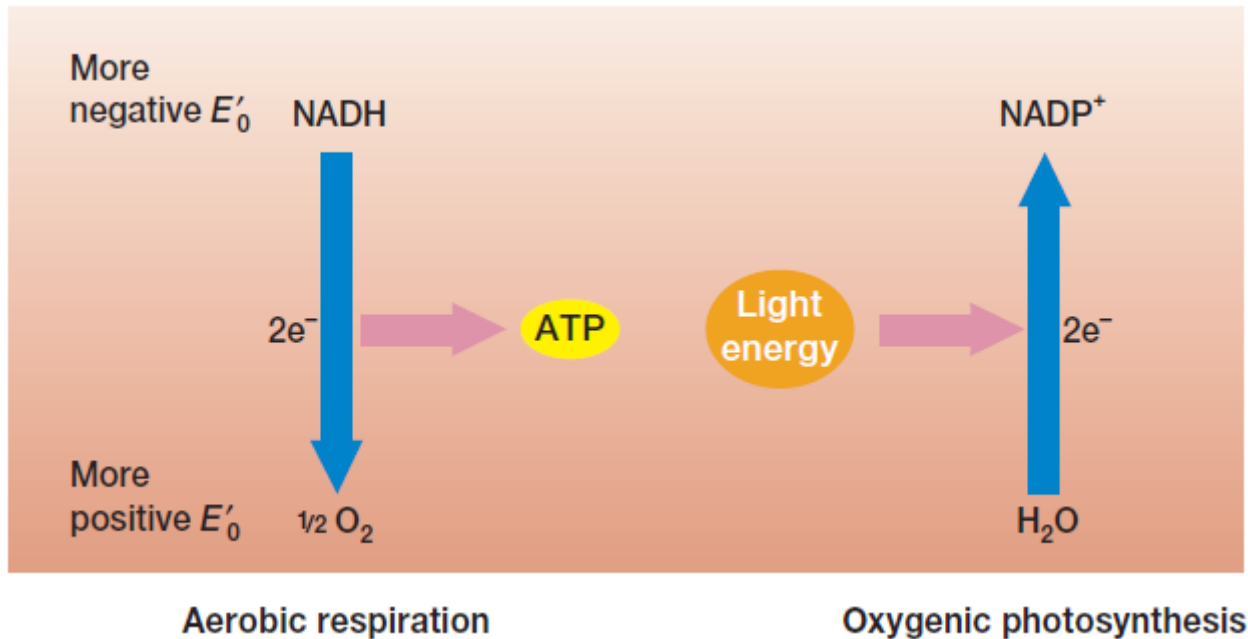 More
negative E′₀ NADH
NADP⁺
2e⁻
ATP
Light
energy
2e⁻
More
positive E′₀ 1/2 O₂
H₂O
Aerobic respiration
Oxygenic photosynthesis